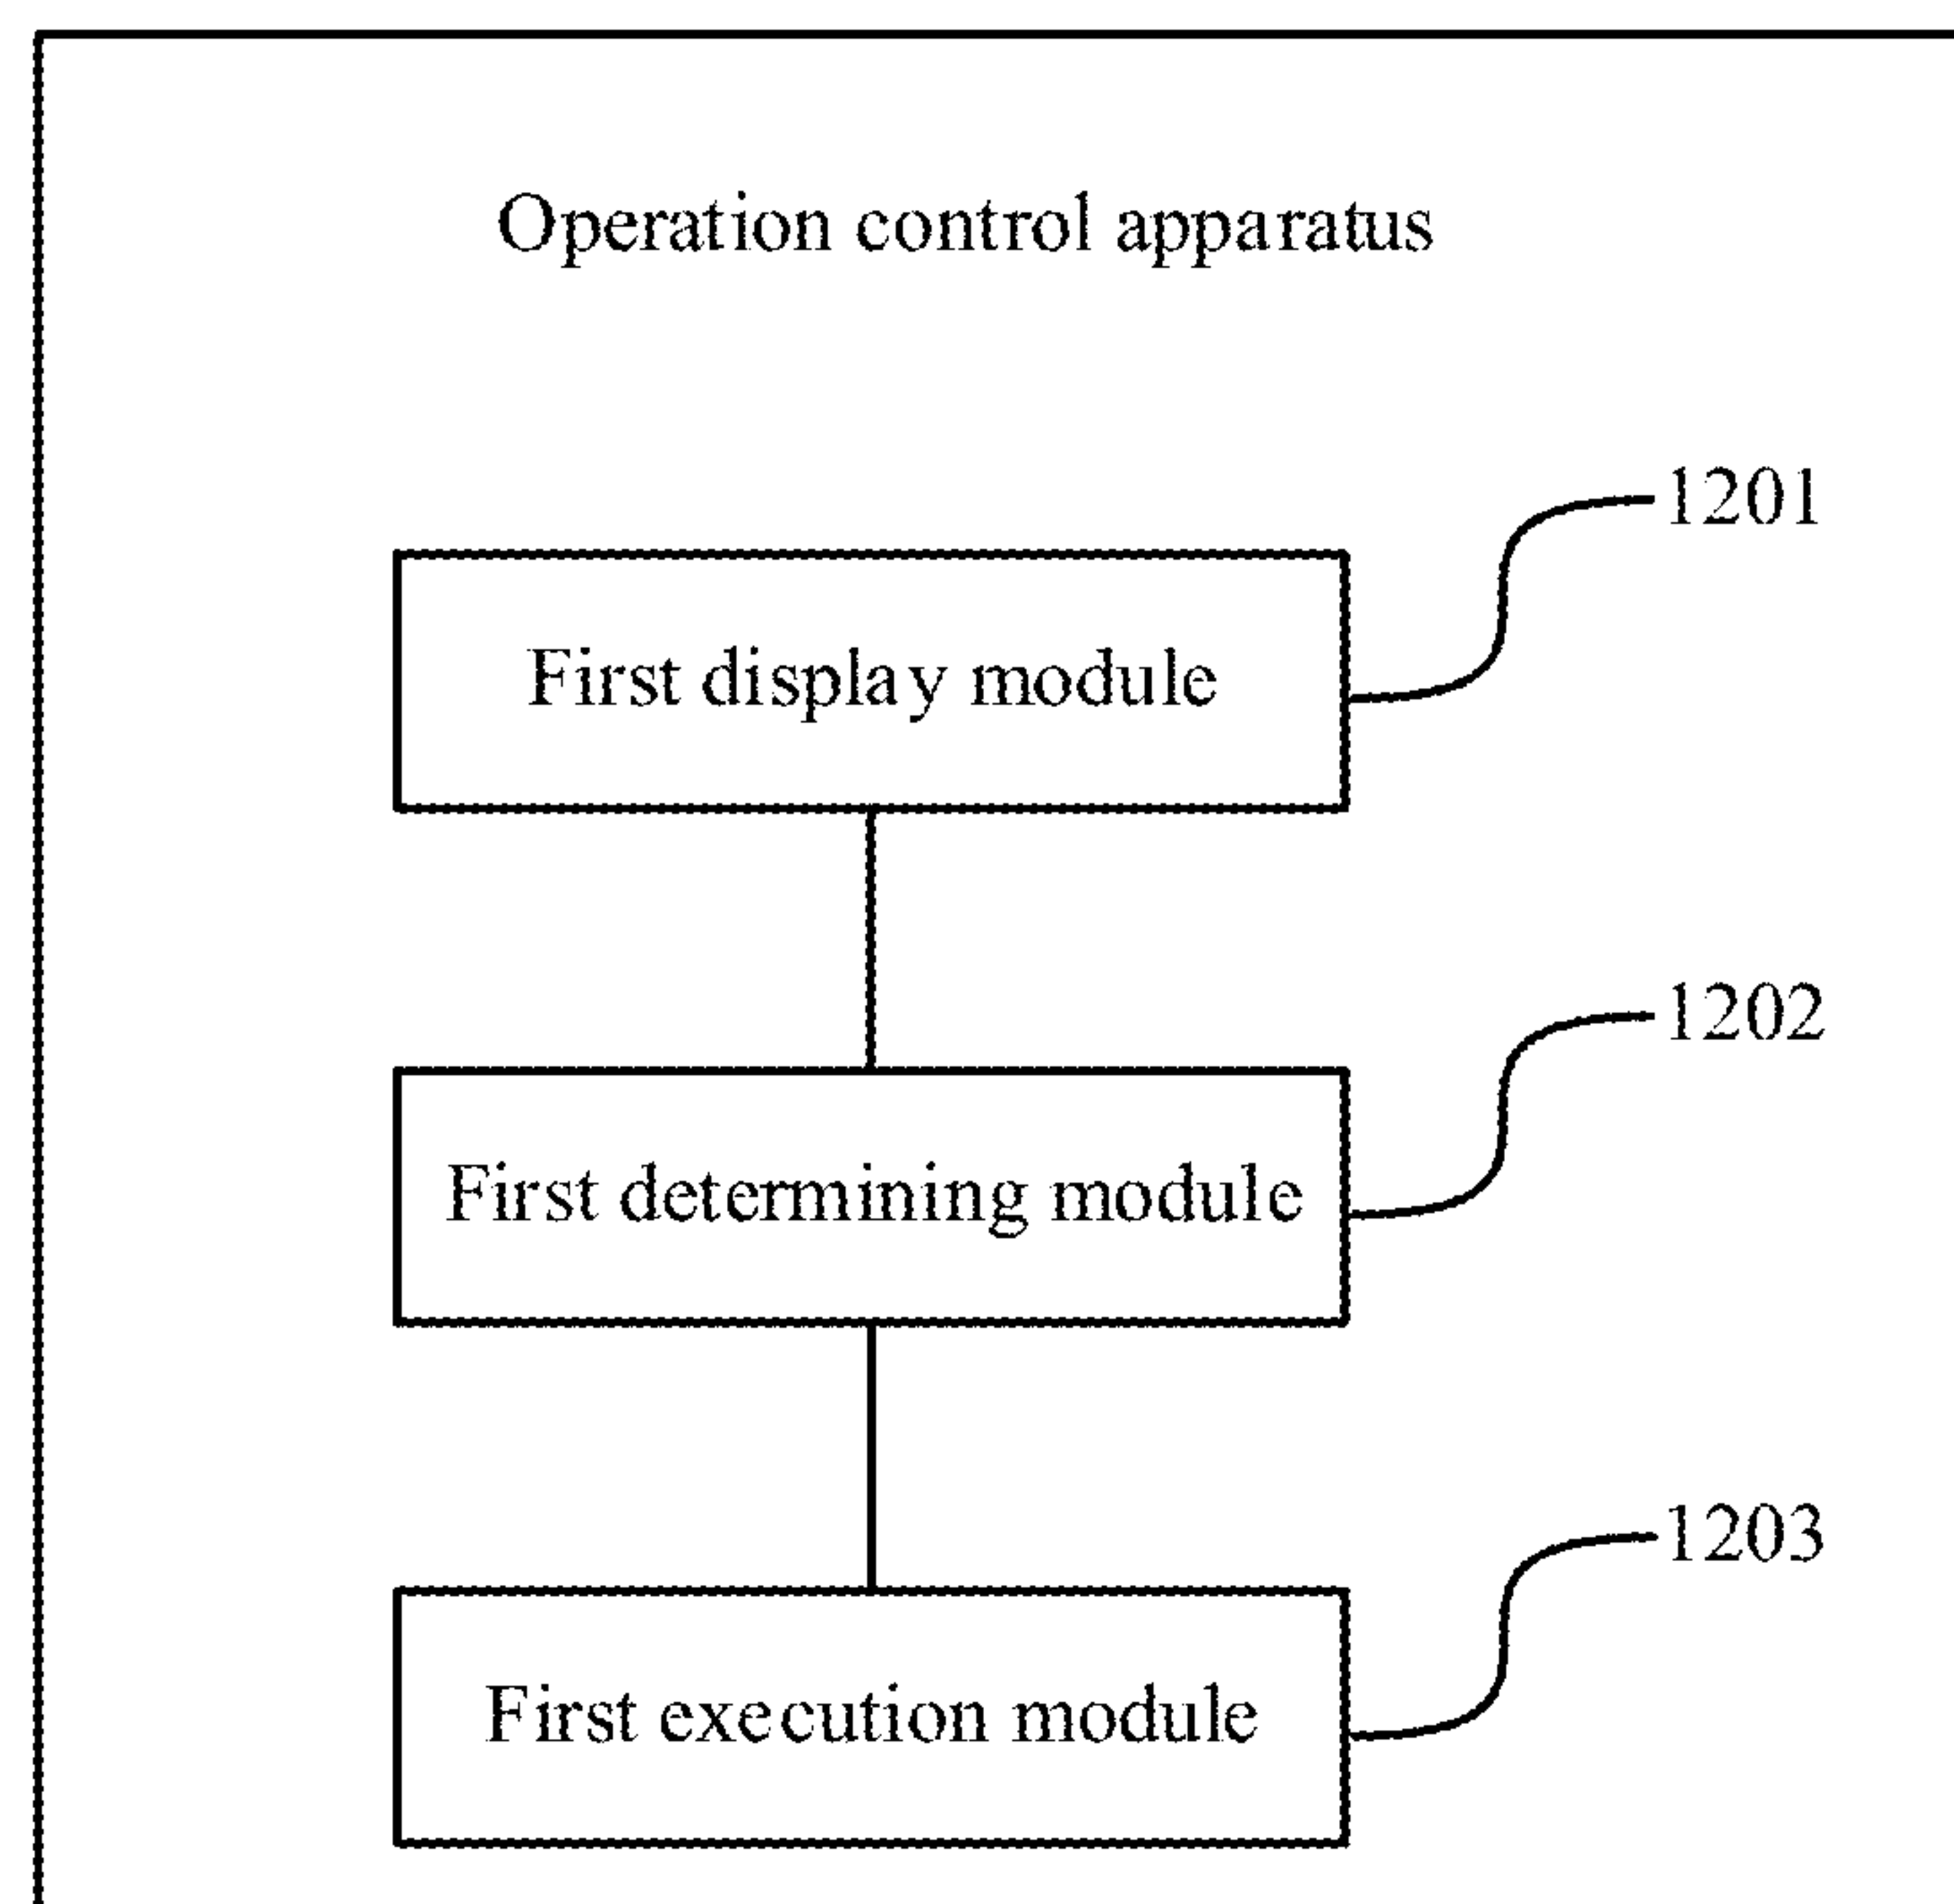 Operation control apparatus
1201
First display module
1202
First determining module
1203
First execution module